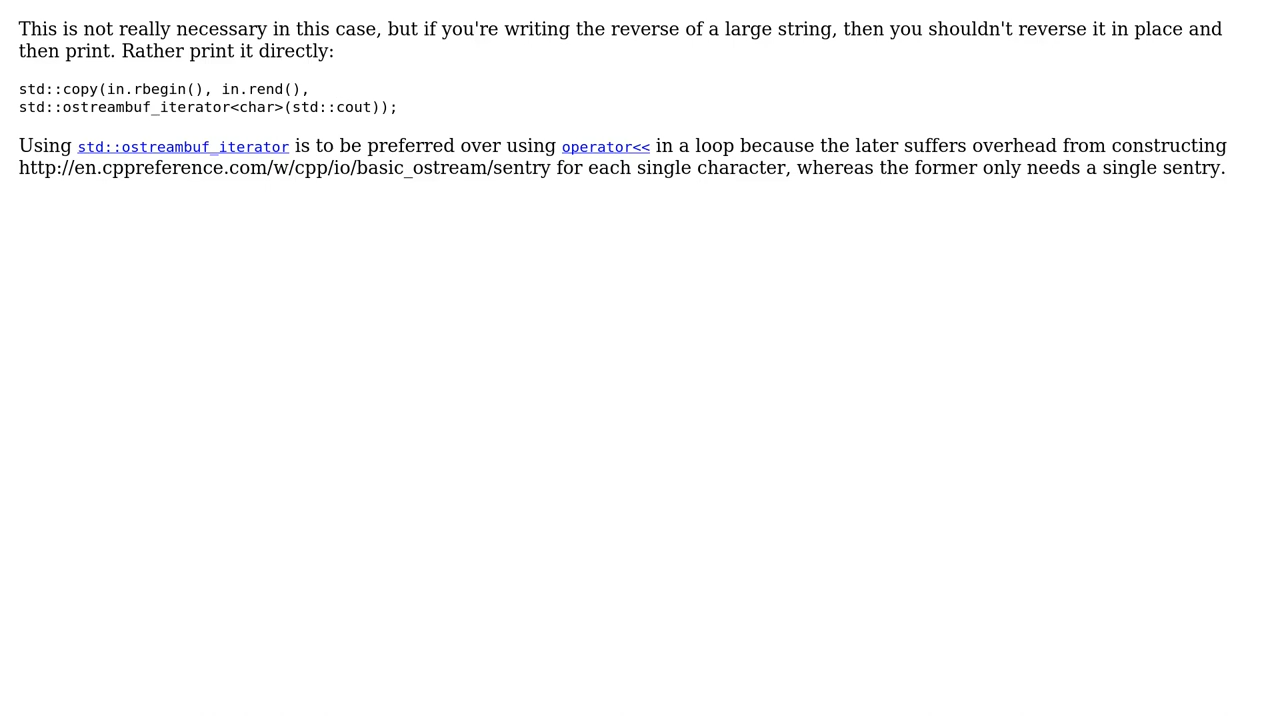 This is not really necessary in this case, but if you're writing the reverse of a large string, then you shouldn't reverse it in place and
then print. Rather print it directly:
std::copy(in.rbegin(), in.rend(),
std::ostreambuf_iterator<char>(std::cout));
Using std::ostreambuf_iterator is to be preferred over using operator<< in a loop because the later suffers overhead from constructing
http://en.cppreference.com/w/cpp/io/basic_ostream/sentry for each single character, whereas the former only needs a single sentry.